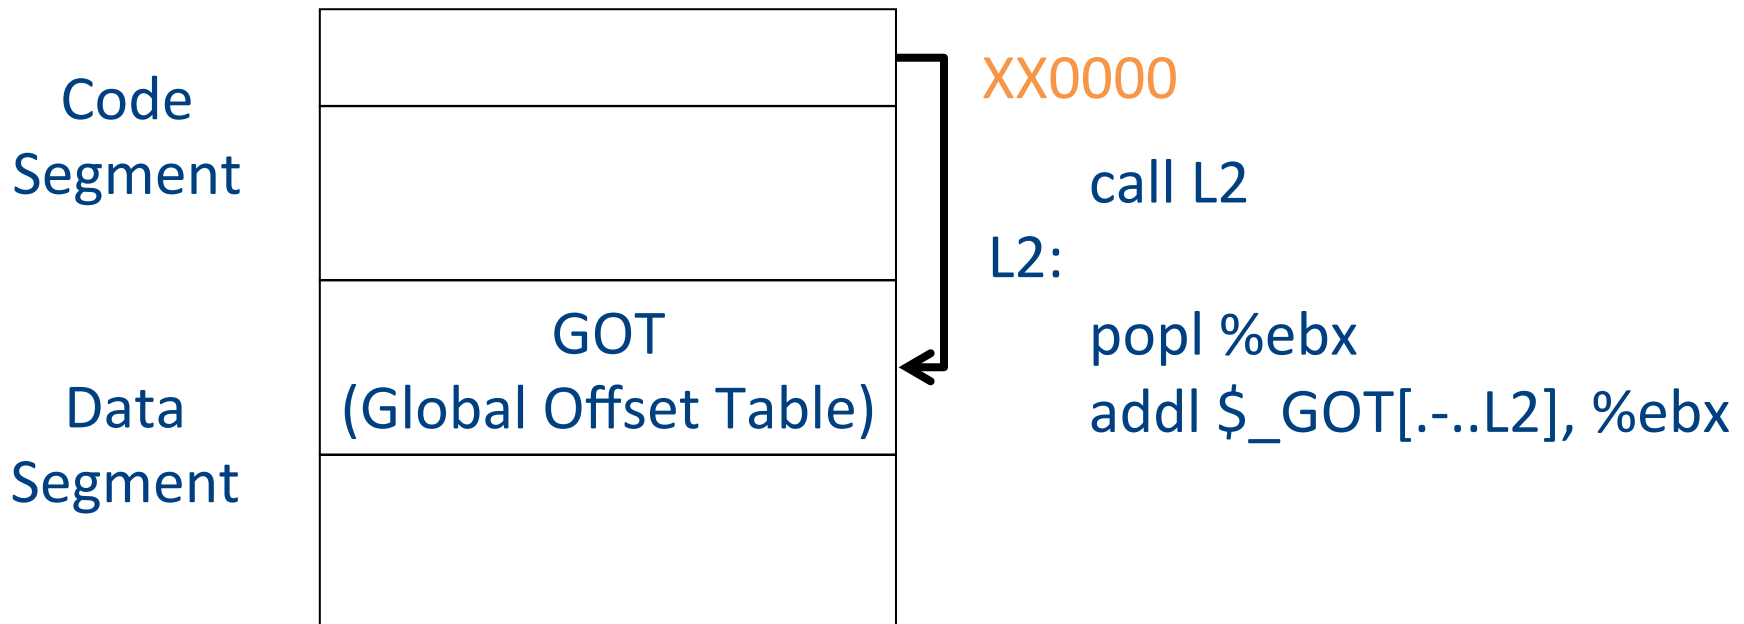 Code
Segment
GOT
(Global Offset Table)
Data
Segment
XX0000
call L2
L2:
popl %ebx
addl $_GOT[.-..L2], %ebx